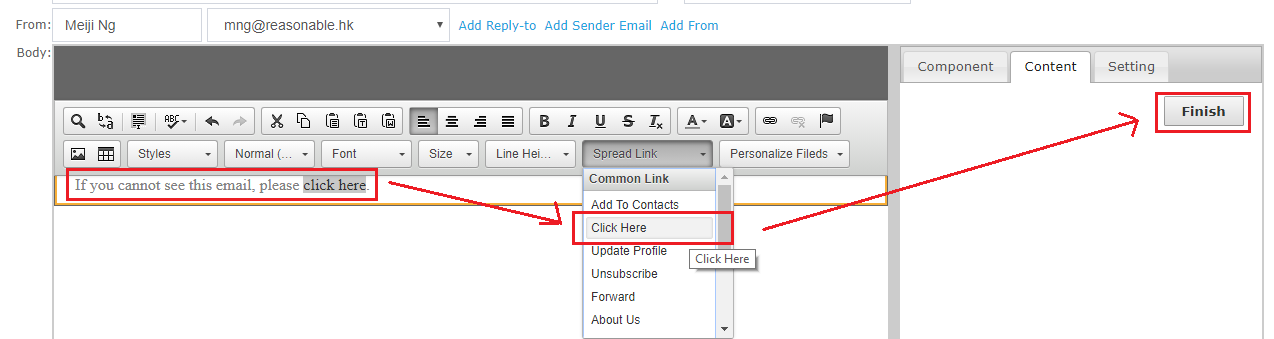 From: Meiji Ng mng@reasonable.hk Add Reply-to Add Sender Email Add From
Body:
Component Content Setting
Finish
ABC B I U S Ix A A
Styles Normal (... Font Size Line Hei... Spread Link Personalize Fileds
If you cannot see this email, please click here.
Common Link
Add To Contacts
Click Here
Update Profile
Click Here
Unsubscribe
Forward
About Us